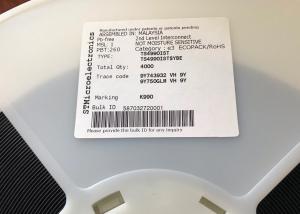 Manufactured under patents or patents pending
ASSEMBLED IN: MALAYSIA
Pb-free 2nd Level Interconnect
MSL: 1 NOT MOISTURE SENSITIVE
PBT:260 Category: e3 ECOPACK/RoHS
TYPE: TS4990IST
TS4990ISTSYBE
Total Qty: 4000
Trace code 9Y743932 VH 9Y
9Y7500LM VH 9Y
Marking K990
Bulk ID S87032720001
Please provide the bulk ID for any inquiry
STMicroelectronics